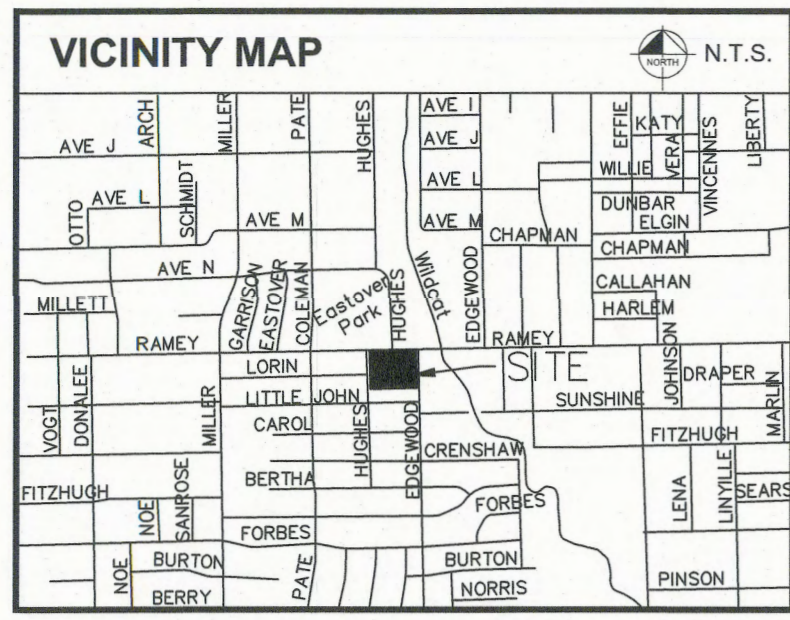 VICINITY MAP
NORTH
N.T.S.
AVE J
ARCH
MILLER
PATE
HUGHES
AVE I
AVE J
AVE L
AVE M
EFFIE
KATY
VERA
VINCENNES
LIBERTY
WILLIE
DUNBAR
ELGIN
OTTO
AVE L
SCHMIDT
AVE M
CHAPMAN
CHAPMAN
AVE N
GARRISON
EASTOVER
COLEMAN
Eastover
Park
HUGHES
Wildcat
EDGEWOOD
CALLAHAN
HARLEM
MILLETT
RAMEY
RAMEY
LORIN
SITE
JOHNSON
DRAPER
MARLIN
VOGT
DONALEE
MILLER
LITTLE JOHN
SUNSHINE
CAROL
HUGHES
EDGEWOOD
CRENSHAW
FITZHUGH
BERTHA
FITZHUGH
NOE
SANROSE
FORBES
LENA
LINYILLE
SEARS
FORBES
NOE
BURTON
BERRY
PATE
BURTON
NORRIS
PINSON